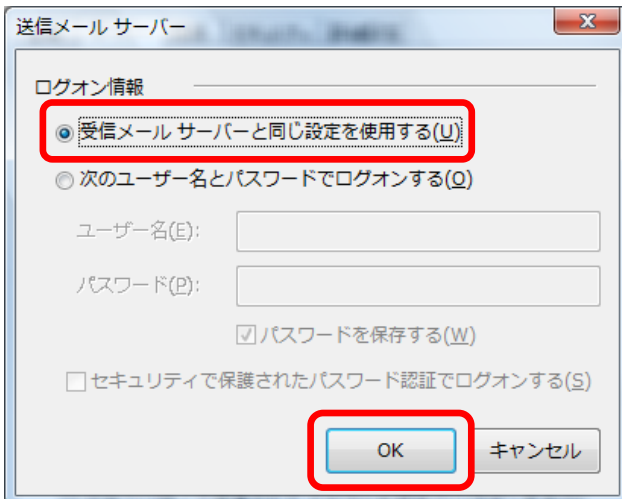 送信メール サーバー
ログオン情報
受信メール サーバーと同じ設定を使用する(U)
次のユーザー名とパスワードでログオンする(O)
ユーザー名(E):
パスワード(P):
パスワードを保存する(W)
セキュリティで保護されたパスワード認証でログオンする(S)
OK キャンセル